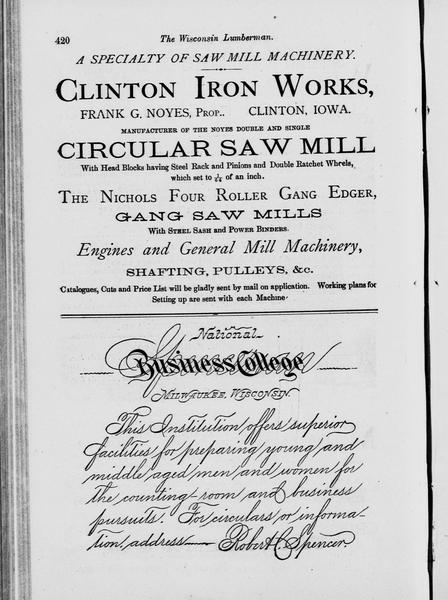 420 The Wisconsin Lumberman.
A SPECIALTY OF SAW MILL MACHINERY.
CLINTON IRON WORKS,
FRANK G. NOYES, PROP.. CLINTON, IOWA.
MANUFACTURER OF THE NOYES DOUBLE AND SINGLE
CIRCULAR SAW MILL
With Head Blocks having Steel Rack and Pinions and Double Ratchet Wheels,
which set to 1/64 of an inch.
THE NICHOLS FOUR ROLLER GANG EDGER,
GANG SAW MILLS
With STEEL SASH and POWER BINDERS.
Engines and General Mill Machinery,
SHAFTING, PULLEYS, &c.
Catalogues, Cuts and Price List will be gladly sent by mail on application. Working plans for
Setting up are sent with each Machine
National
Business College
MILWAUKEE, WISCONSIN.
This Institution offers superior
facilities for preparing young and
middle aged men and women for
the counting-room and business
pursuits. For circulars or informa-
tion, address Robert C. Spencer.